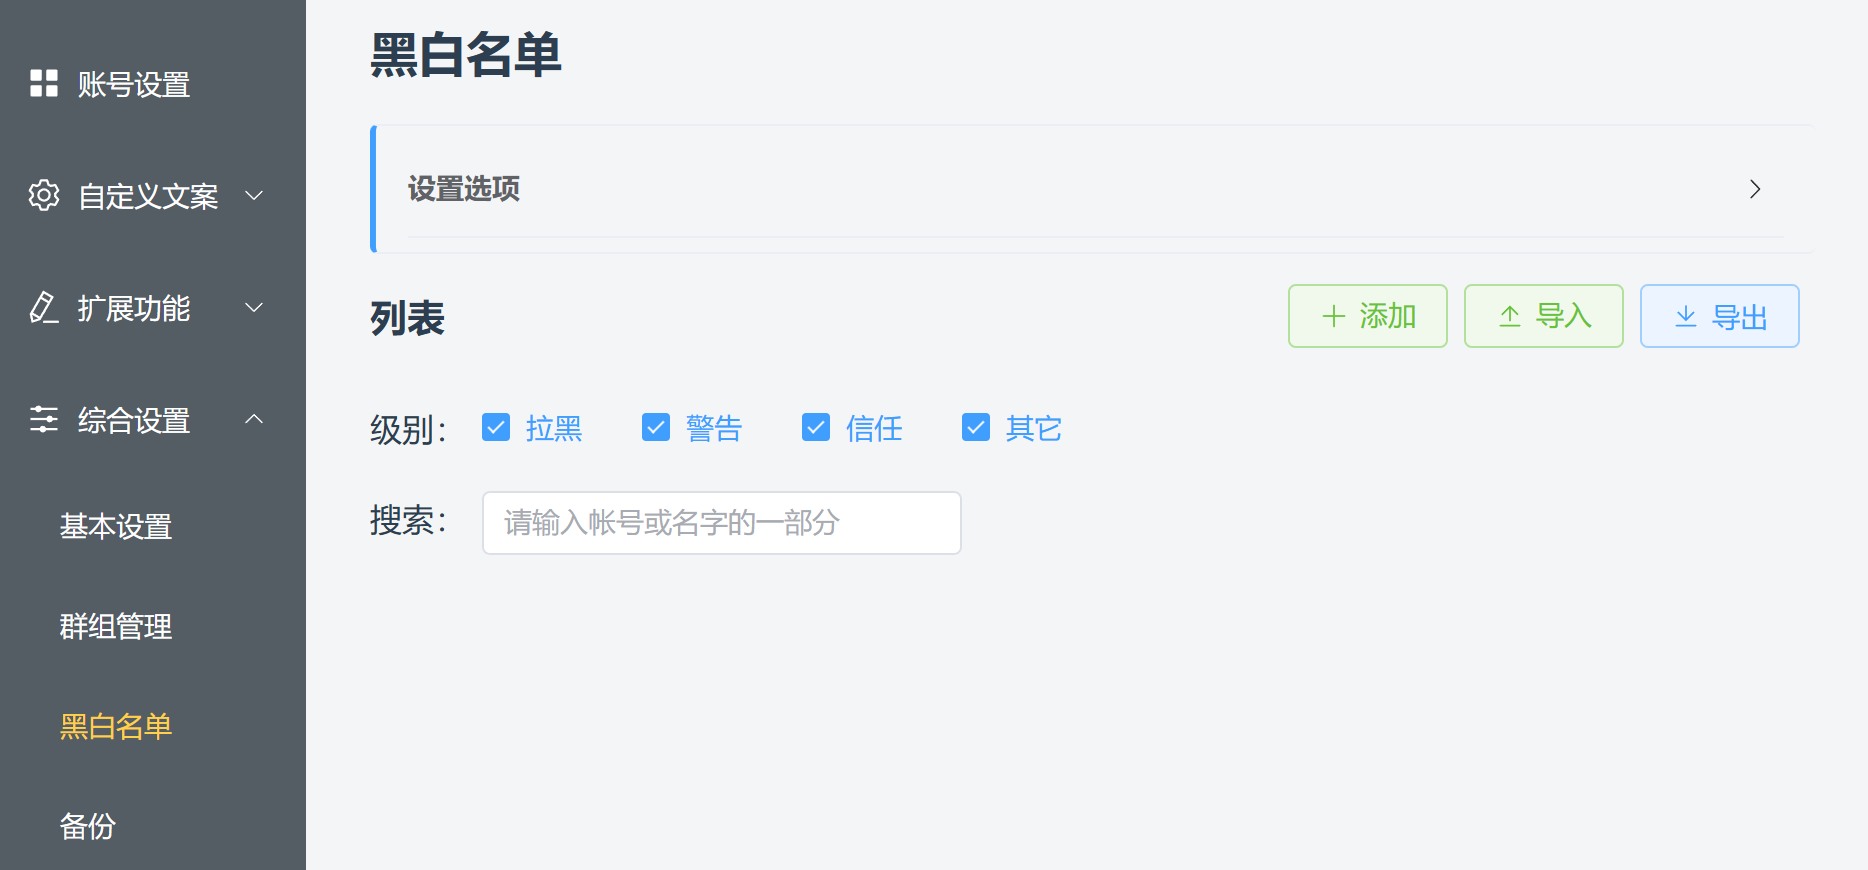 账号设置
自定义文案
扩展功能
综合设置
基本设置
群组管理
黑白名单
备份
黑白名单
设置选项
列表
添加
导入
导出
级别：
拉黑
警告
信任
其它
搜索：
请输入帐号或名字的一部分